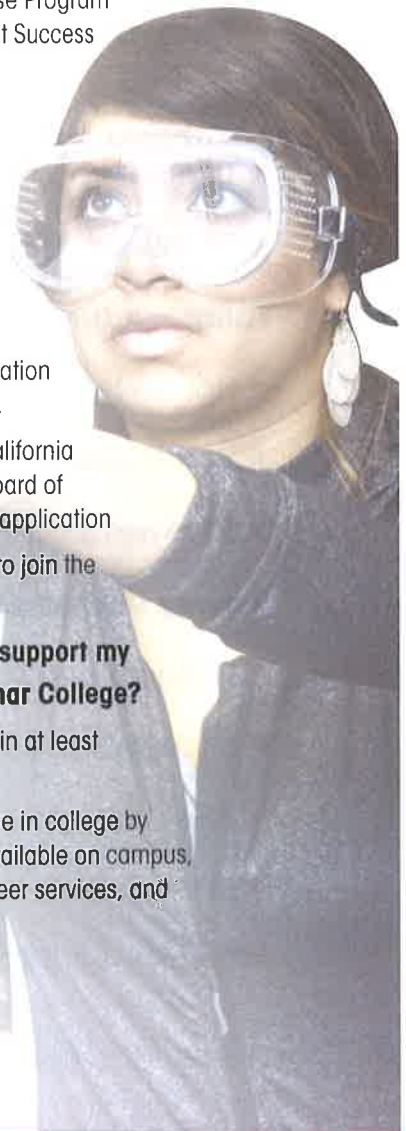 se Program
t Success
ation
alifornia
oard of
application
to join the
support my
nar College?
in at least
e in college by
ailable on campus,
eer services, and